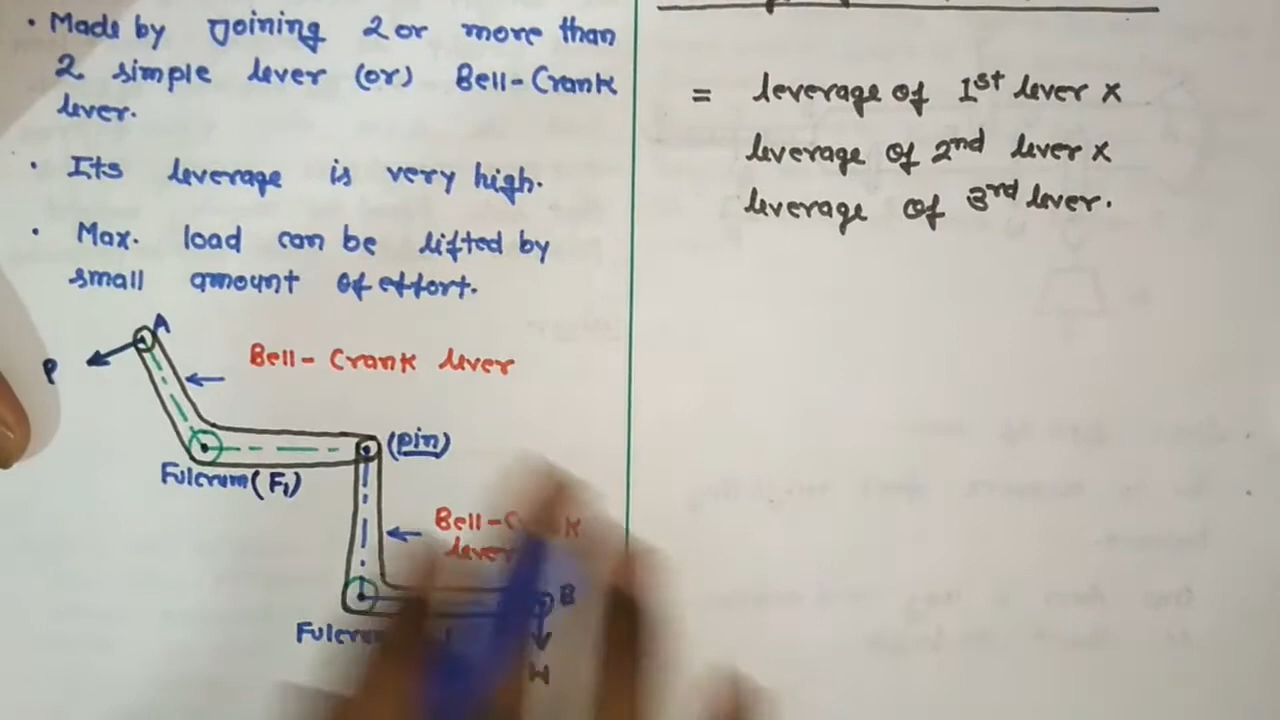 • Made by joining 2 or more than
2 simple lever (or) Bell-Crank
lever.
• Its leverage is very high.
• Max. load can be lifted by
small amount of effort.
A
P
Bell-Crank lever
(pin)
Fulcrum (F1)
lever
B
W
= leverage of 1st lever x
leverage of 2nd lever x
leverage of 3rd lever.